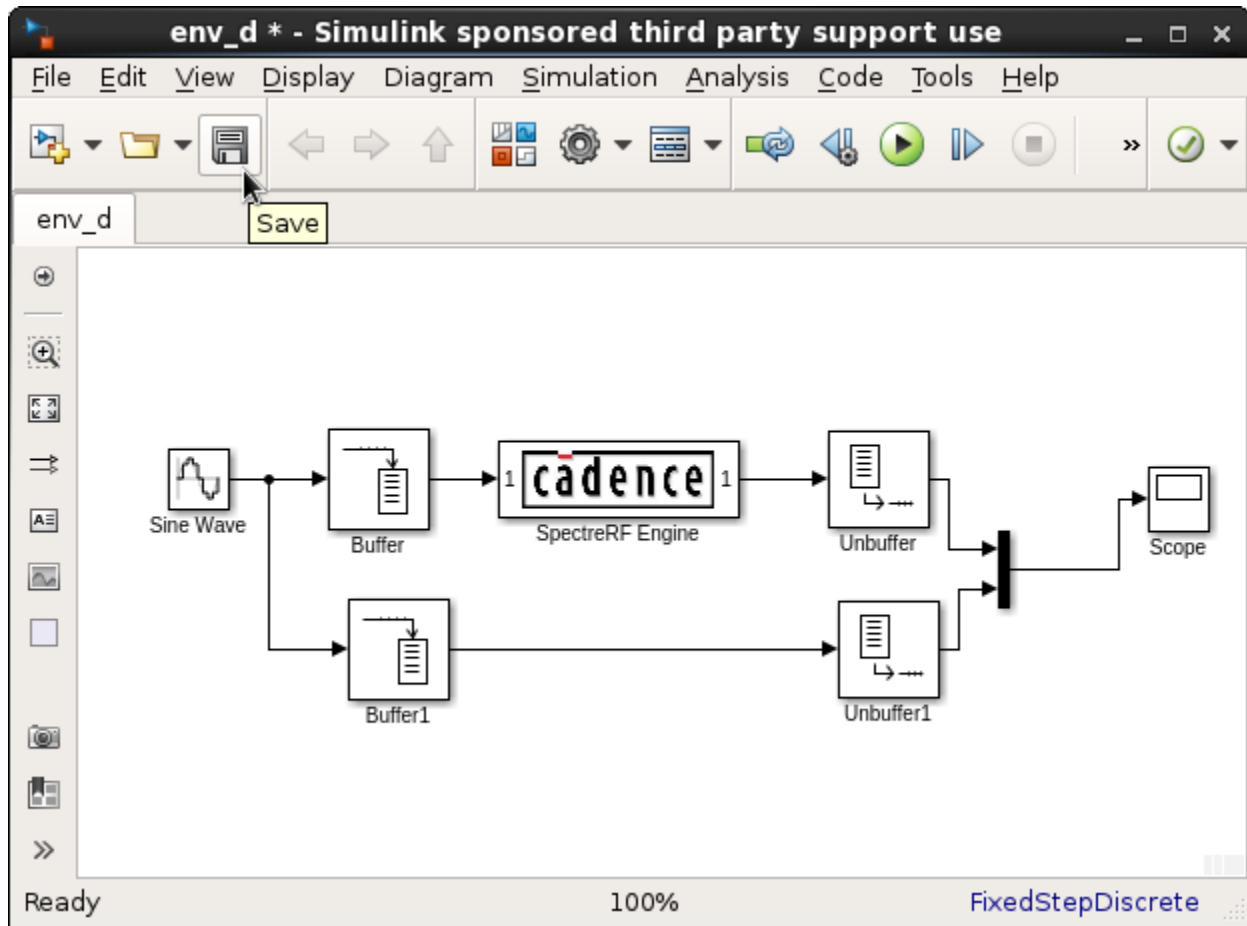 env_d * - Simulink sponsored third party support use
File Edit View Display Diagram Simulation Analysis Code Tools Help
env_d
Save
1 cadence 1
Sine Wave
Buffer
SpectreRF Engine
Unbuffer
Scope
Buffer1
Unbuffer1
Ready 100% FixedStepDiscrete